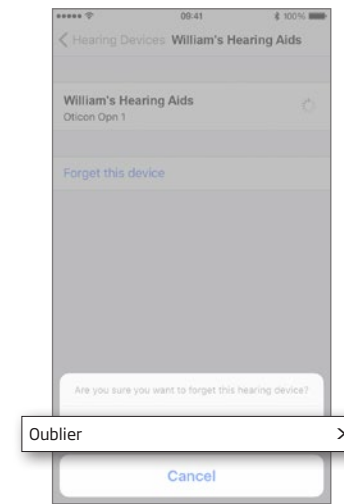 09:41 100%
Hearing Devices William's Hearing Aids
William's Hearing Aids
Oticon Opn 1
Forget this device
Are you sure you want to forget this hearing device?
Oublier
Cancel